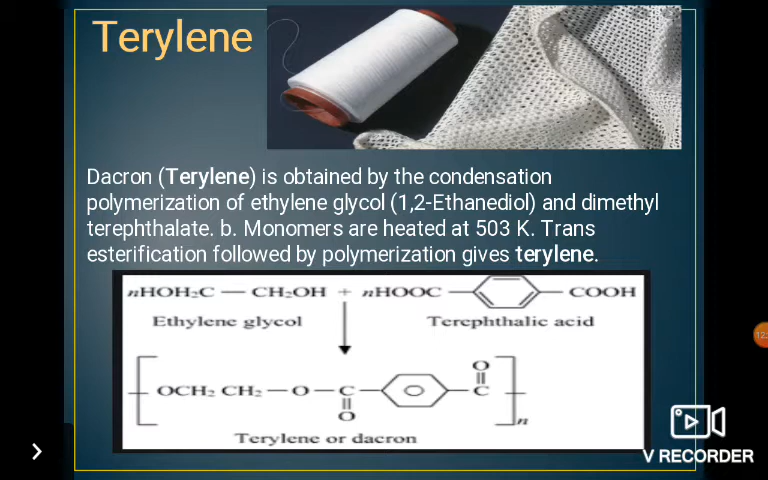 Terylene
Dacron (Terylene) is obtained by the condensation
polymerization of ethylene glycol (1,2-Ethanediol) and dimethyl
terephthalate. b. Monomers are heated at 503 K. Trans
esterification followed by polymerization gives terylene.
nHOH₂C — CH₂OH + nHOOC — COOH
Ethylene glycol Terephthalic acid
O
OCH₂ CH₂—O—C— —C
O
n
Terylene or dacron
V RECORDER